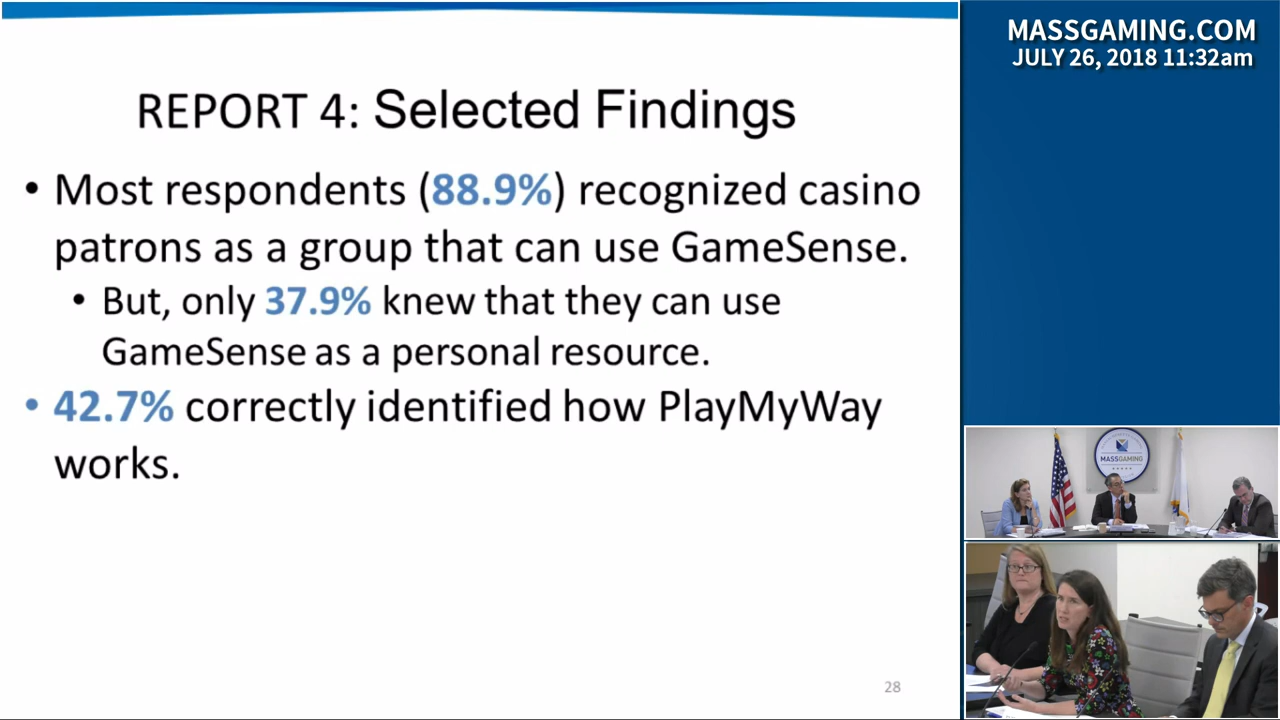 MASSGAMING.COM
JULY 26, 2018 11:32am
REPORT 4: Selected Findings
• Most respondents (88.9%) recognized casino
patrons as a group that can use GameSense.
• But, only 37.9% knew that they can use
GameSense as a personal resource.
• 42.7% correctly identified how PlayMyWay
works.
28
MASSGAMING